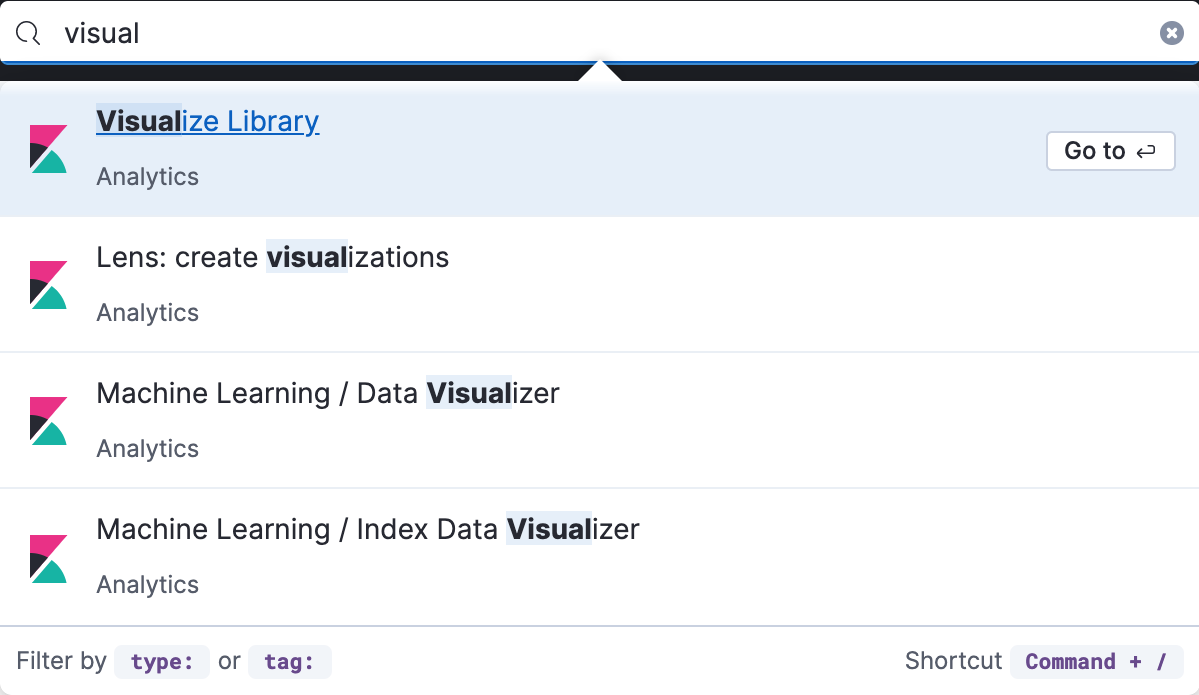 visual
Visualize Library
Analytics
Go to
Lens: create visualizations
Analytics
Machine Learning / Data Visualizer
Analytics
Machine Learning / Index Data Visualizer
Analytics
Filter by type: or tag:
Shortcut Command + /